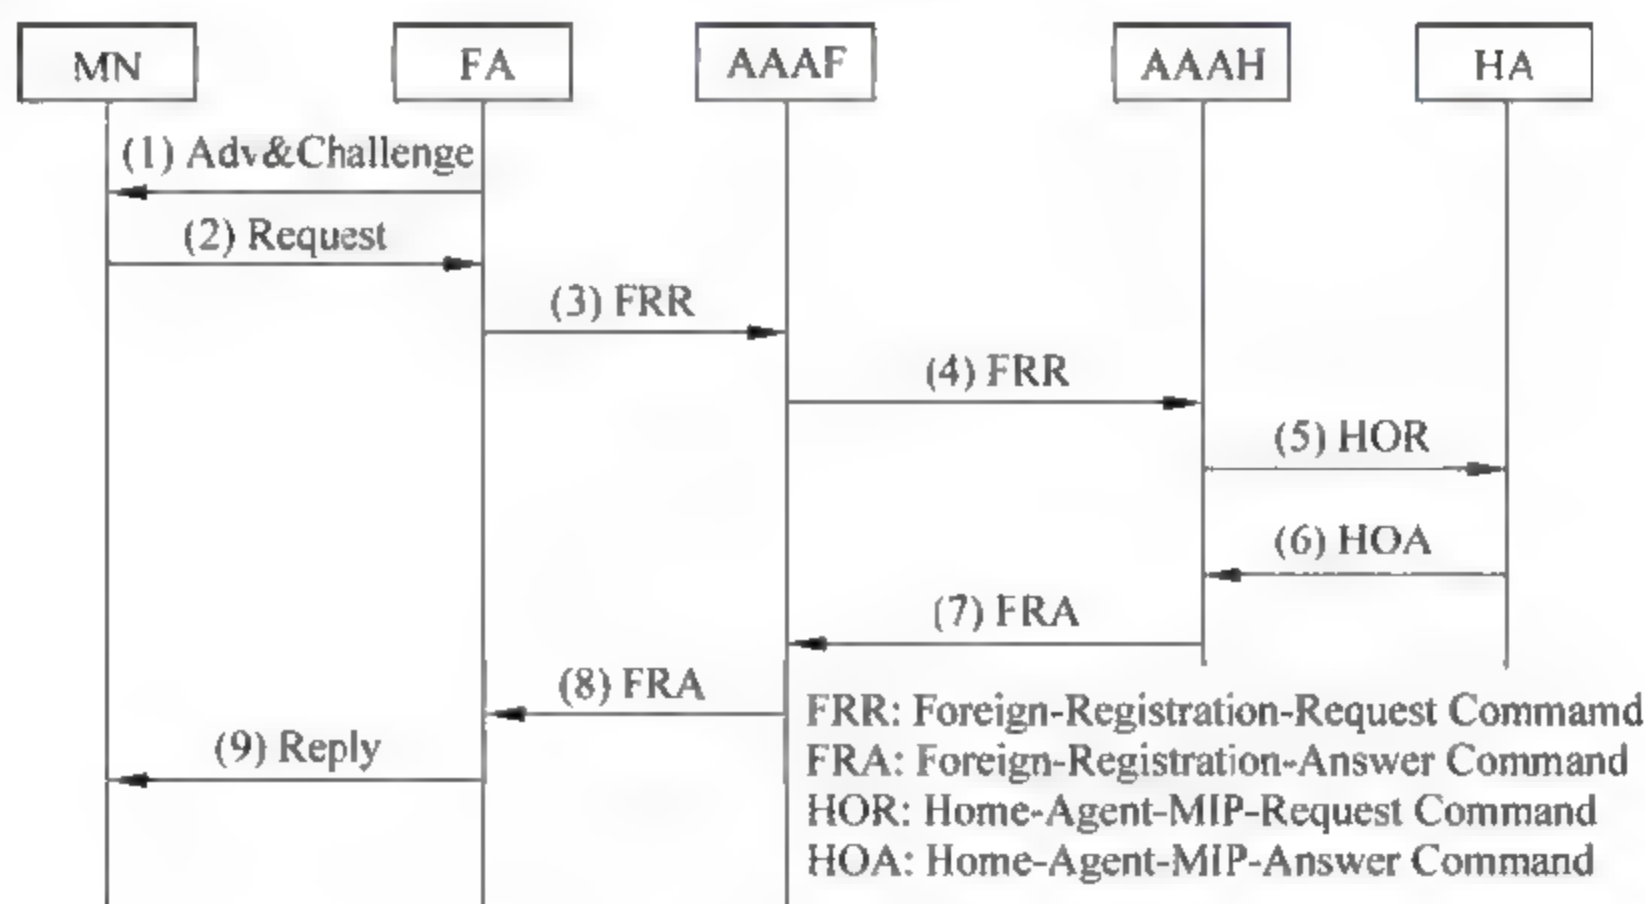 MN FA AAAF AAAH HA
(1) Adv&Challenge
(2) Request
(3) FRR
(4) FRR
(5) HOR
(6) HOA
(7) FRA
(8) FRA
(9) Reply
FRR: Foreign-Registration-Request Commamd
FRA: Foreign-Registration-Answer Command
HOR: Home-Agent-MIP-Request Command
HOA: Home-Agent-MIP-Answer Command